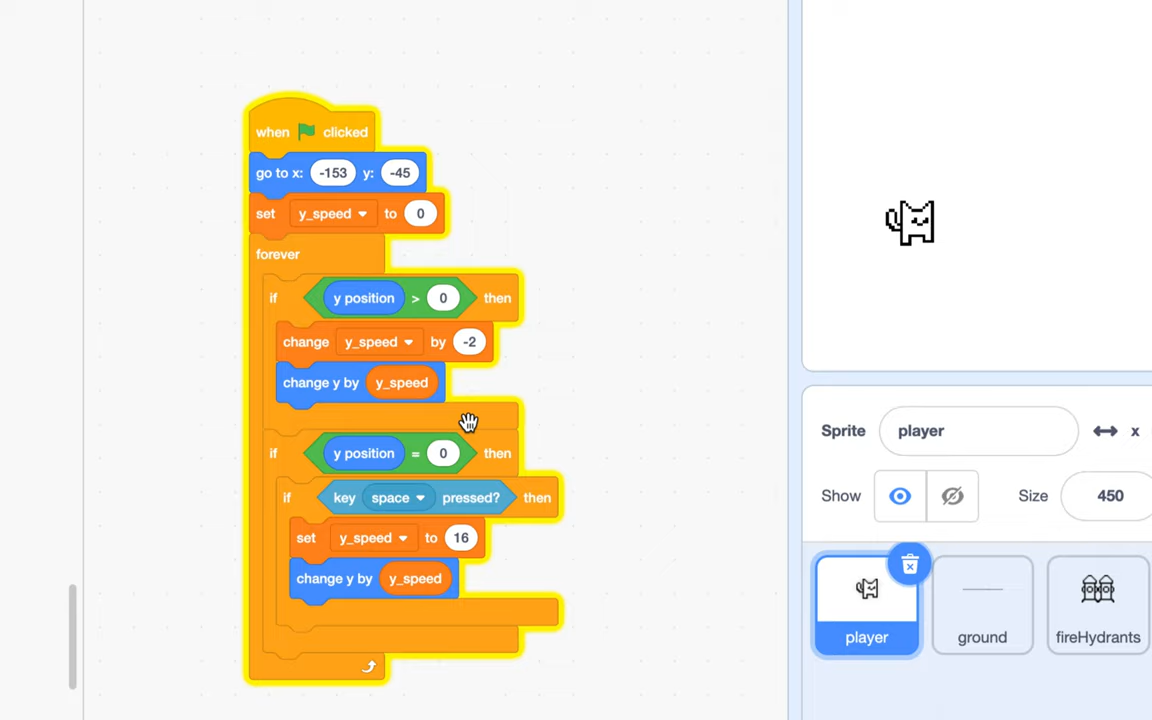 when clicked
go to x: -153 y: -45
set y_speed to 0
forever
if y position > 0 then
change y_speed by -2
change y by y_speed
if y position = 0 then
if key space pressed? then
set y_speed to 16
change y by y_speed
Sprite player x
Show Size 450
player ground fireHydrants